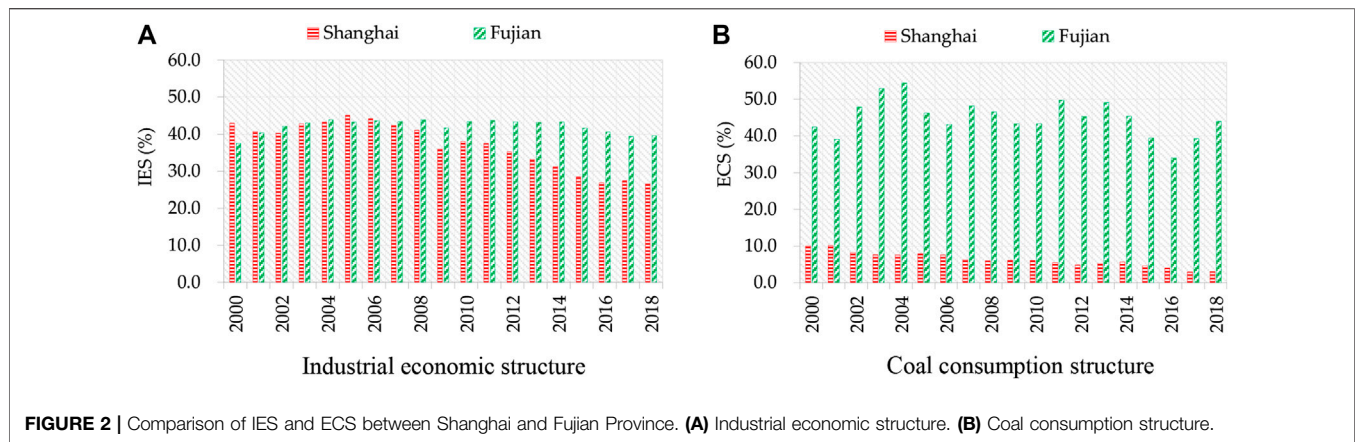 A
Shanghai Fujian
60.0
50.0
40.0
30.0
20.0
10.0
0.0
IES (%)
2000 2002 2004 2006 2008 2010 2012 2014 2016 2018
Industrial economic structure
B
Shanghai Fujian
60.0
50.0
40.0
30.0
20.0
10.0
0.0
ECS (%)
2000 2002 2004 2006 2008 2010 2012 2014 2016 2018
Coal consumption structure
FIGURE 2 | Comparison of IES and ECS between Shanghai and Fujian Province. (A) Industrial economic structure. (B) Coal consumption structure.